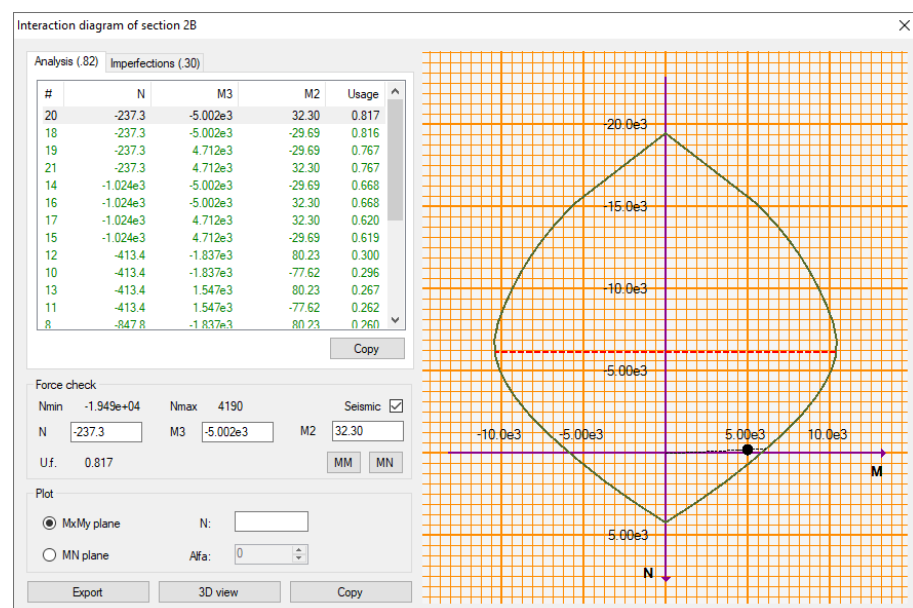 Interaction diagram of section 2B
Analysis (.82) Imperfections (.30)
# N M3 M2 Usage
20 -237.3 -5.002e3 32.30 0.817
18 -237.3 -5.002e3 -29.69 0.816
19 -237.3 4.712e3 -29.69 0.767
21 -237.3 4.712e3 32.30 0.767
14 -1.024e3 -5.002e3 -29.69 0.668
16 -1.024e3 -5.002e3 32.30 0.668
17 -1.024e3 4.712e3 32.30 0.620
15 -1.024e3 4.712e3 -29.69 0.619
12 -413.4 -1.837e3 80.23 0.300
10 -413.4 -1.837e3 -77.62 0.296
13 -413.4 1.547e3 80.23 0.267
11 -413.4 1.547e3 -77.62 0.262
8 -847.8 -1.837e3 80.23 0.260
Copy
Force check
Nmin -1.949e+04 Nmax 4190 Seismic
N -237.3 M3 -5.002e3 M2 32.30
U.f. 0.817 MM MN
Plot
MxMy plane N:
MN plane Alfa: 0
Export 3D view Copy
-20.0e3
-15.0e3
-10.0e3
-5.00e3
-10.0e3 -5.00e3 5.00e3 10.0e3
M
5.00e3
N